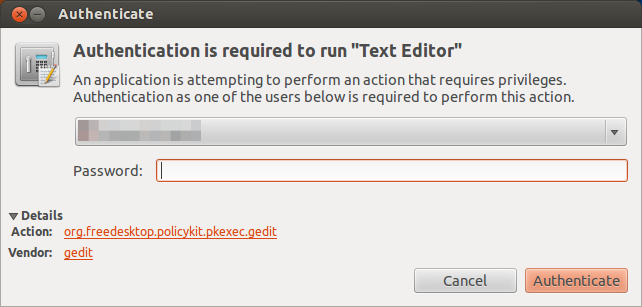 Authenticate
Authentication is required to run "Text Editor"
An application is attempting to perform an action that requires privileges.
Authentication as one of the users below is required to perform this action.
Password:
Details
Action: org.freedesktop.policykit.pkexec.gedit
Vendor: gedit
Cancel Authenticate